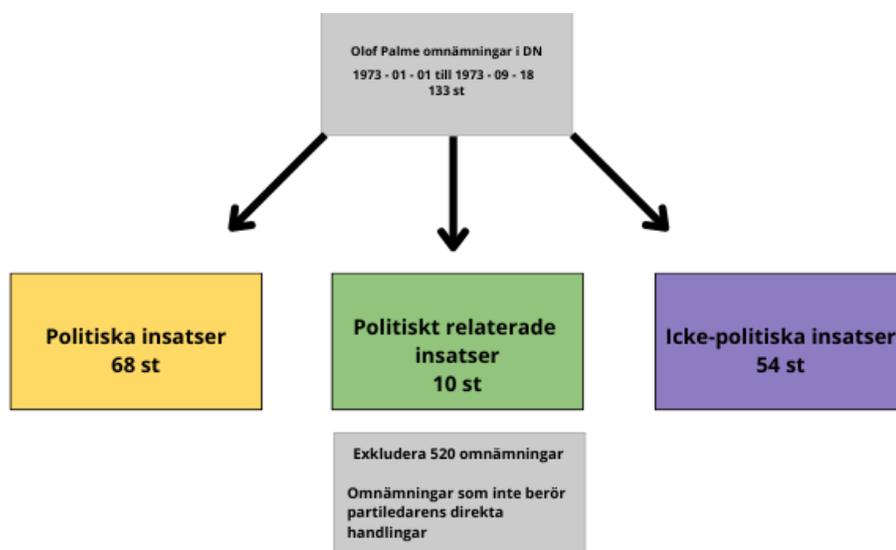 Olof Palme omnämningar i DN
1973 - 01 - 01 till 1973 - 09 - 18
133 st
Politiska insatser
68 st
Politiskt relaterade
insatser
10 st
Icke-politiska insatser
54 st
Exkludera 520 omnämningar
Omnämningar som inte berör
partiledarens direkta
handlingar